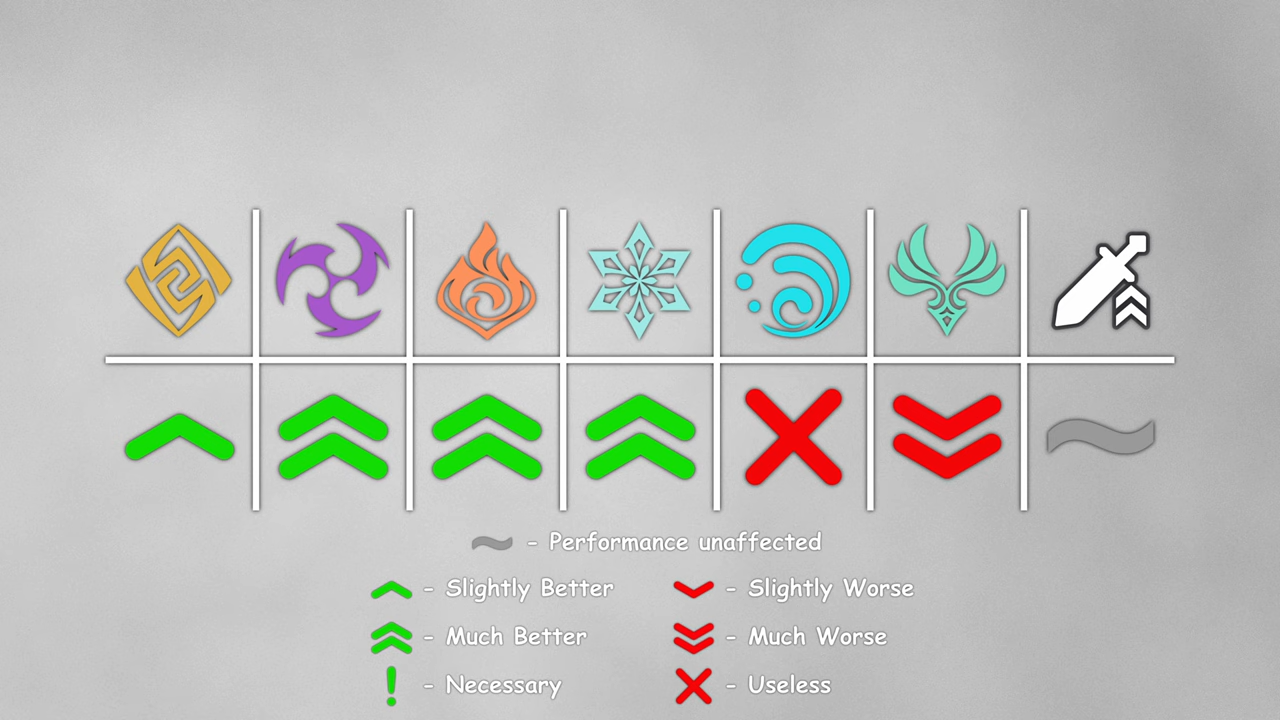 - Performance unaffected
- Slightly Better
- Slightly Worse
- Much Better
- Much Worse
- Necessary
- Useless